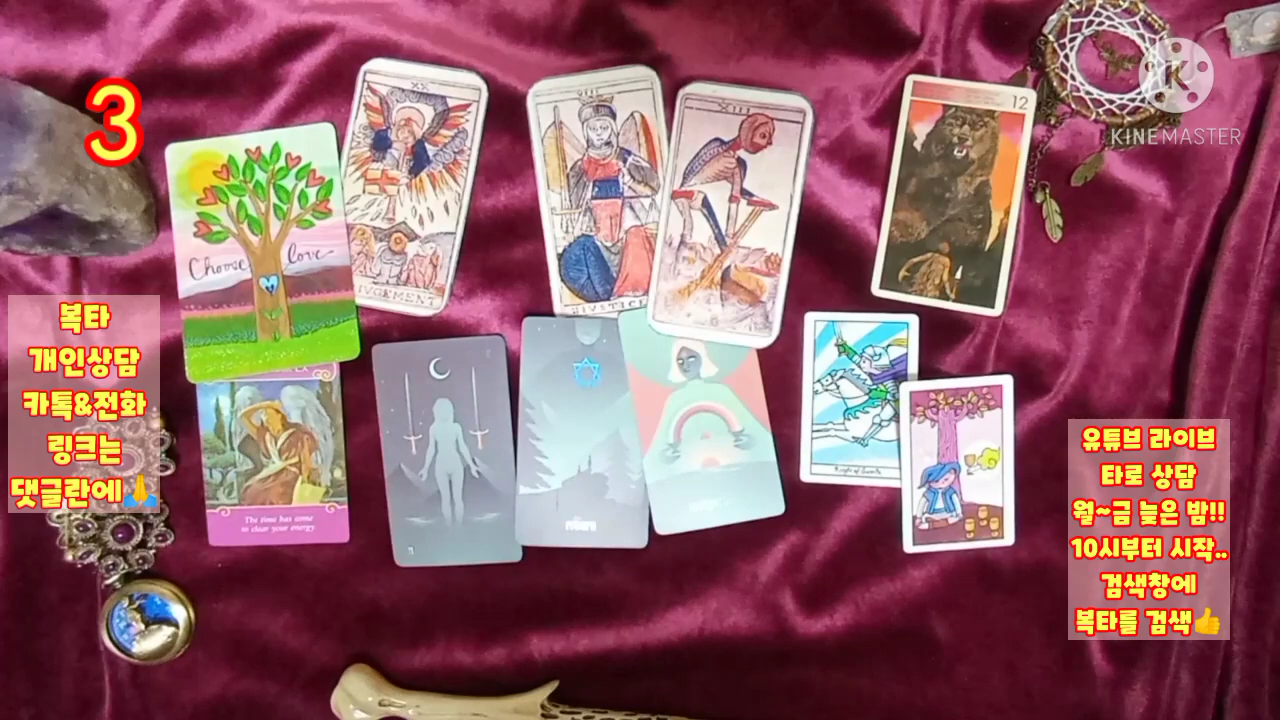 3
XX
IVGEMENT
VIII
XIII
12
KINEMASTER
Choose love
The time has come
to clear your energy.
Knight of Swords
복타
개인상담
카톡&전화
링크는
댓글란에🙏
유튜브 라이브
타로 상담
월~금 늦은 밤!!
10시부터 시작..
검색창에
복타를 검색👍